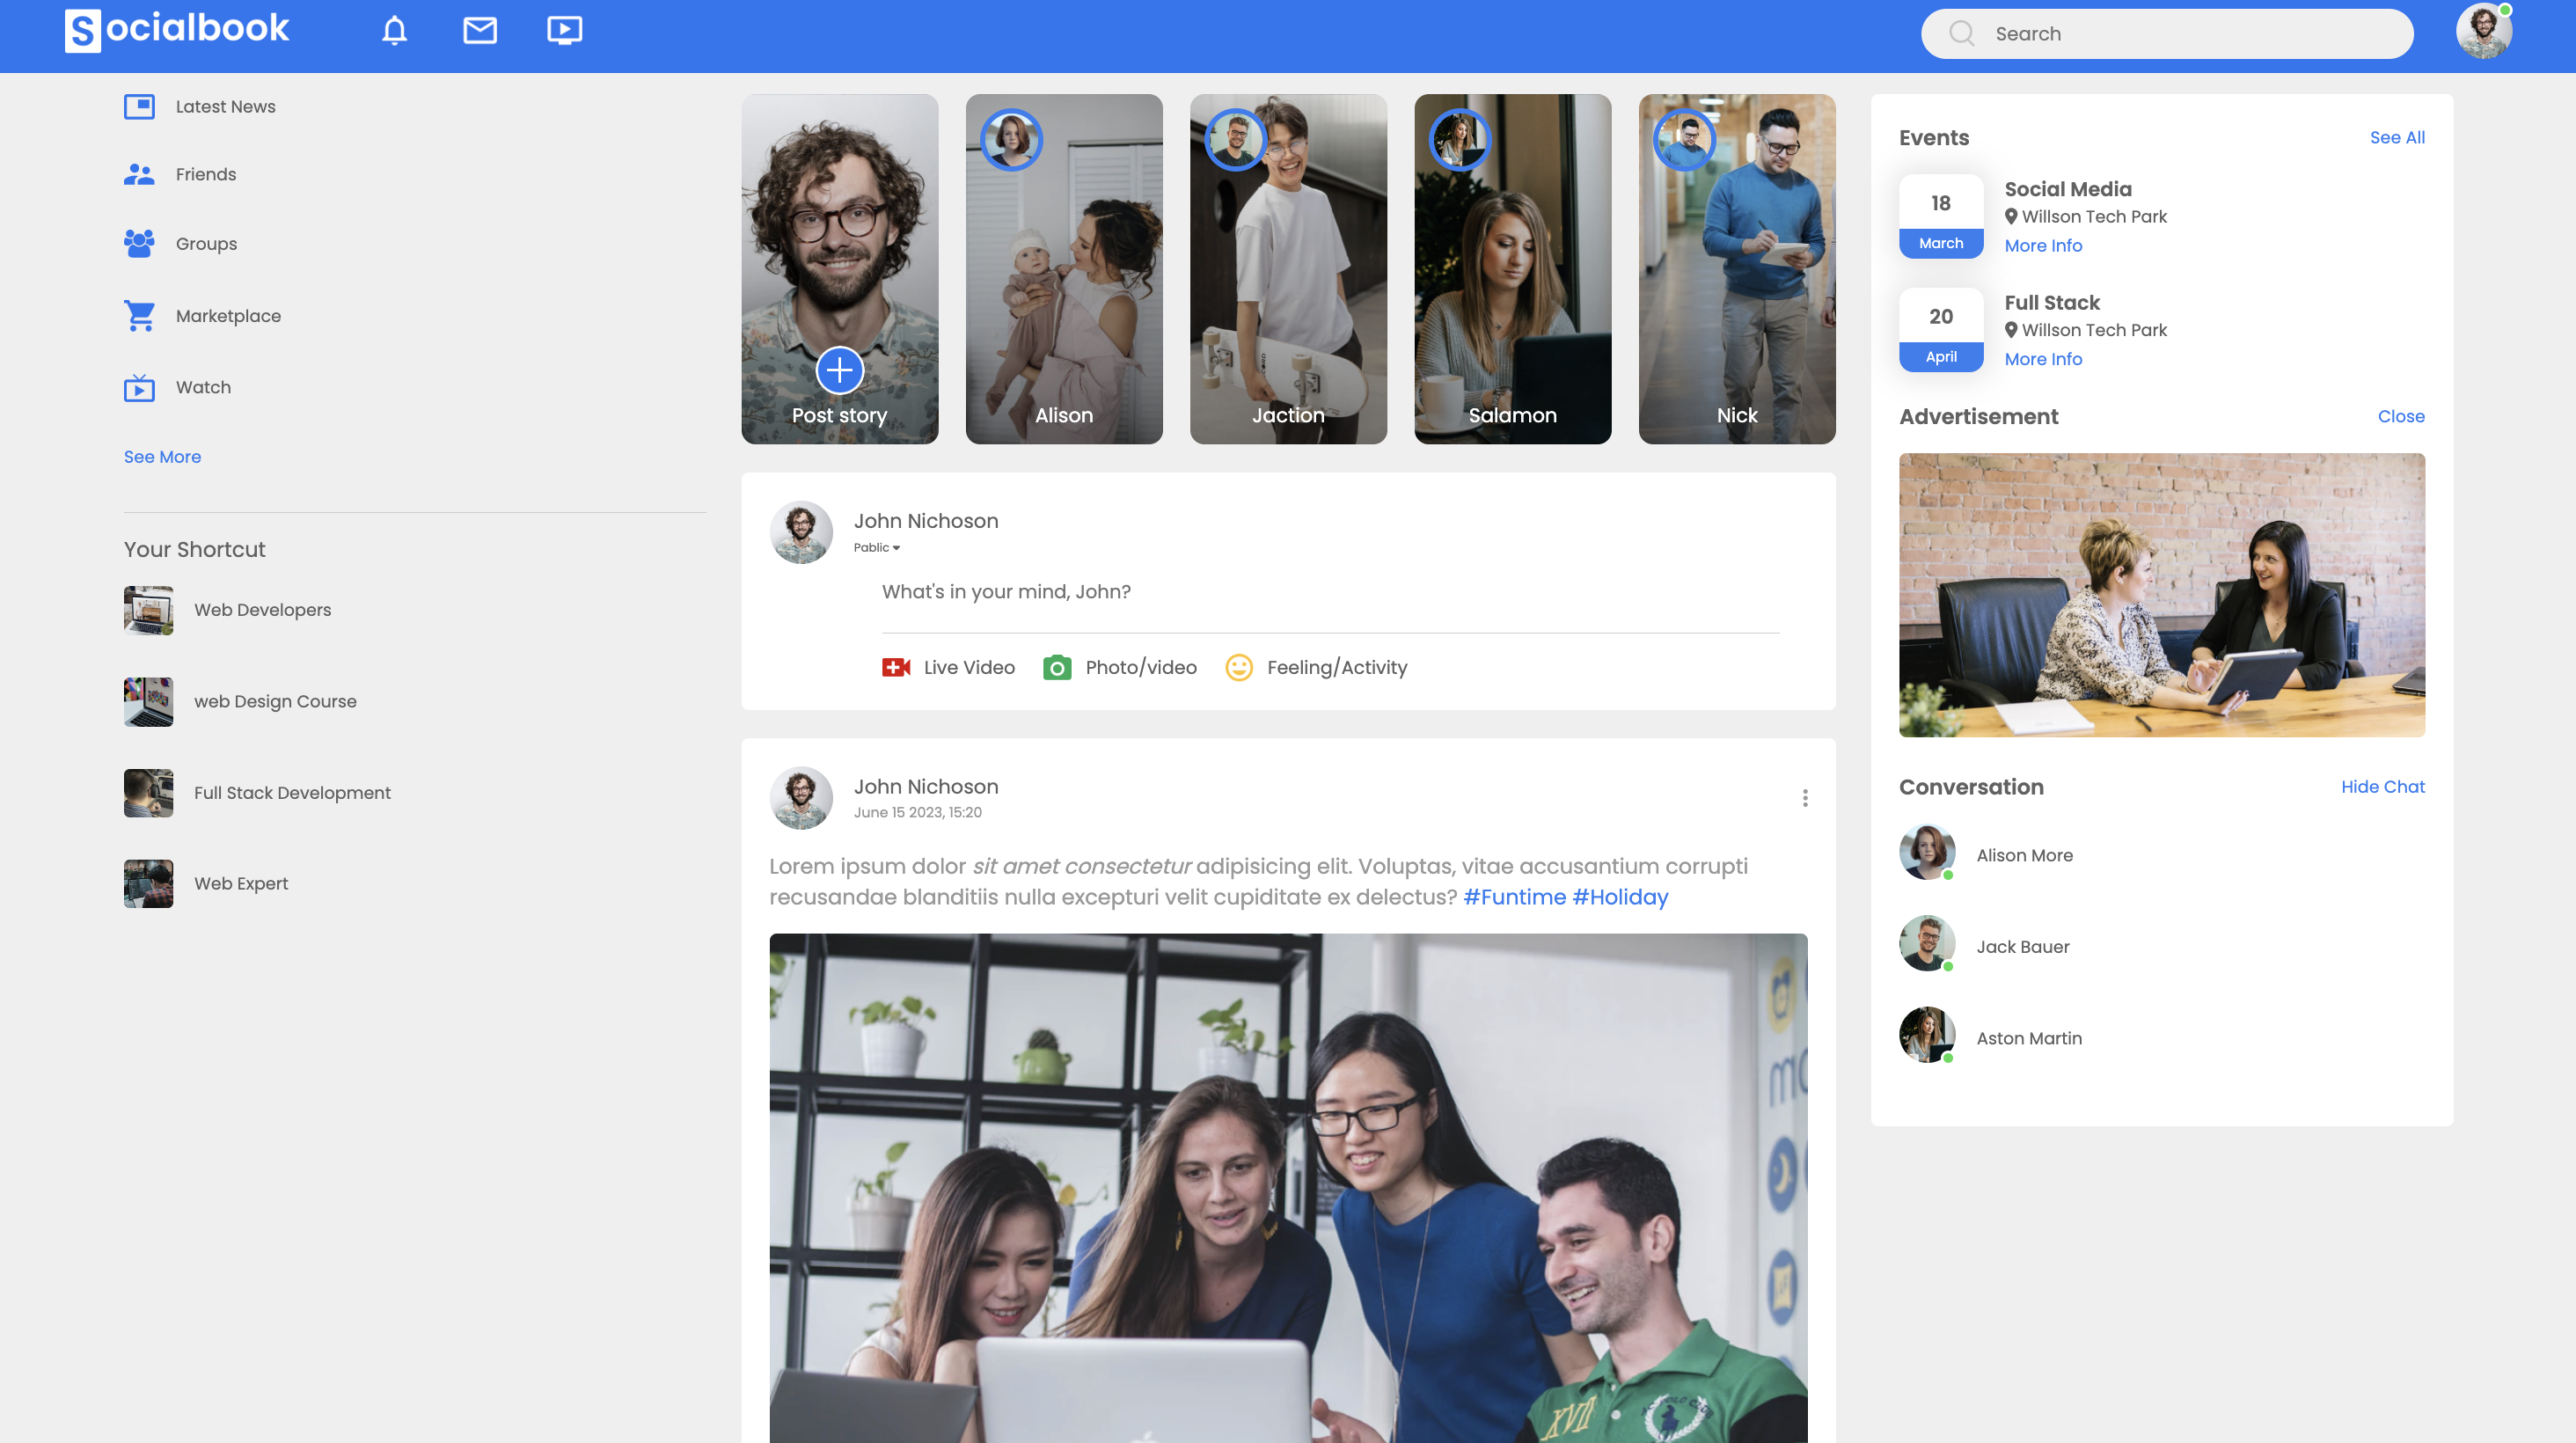 Socialbook
Search
Latest News
Friends
Groups
Marketplace
Watch
See More
Your Shortcut
Web Developers
web Design Course
Full Stack Development
Web Expert
Post story
Alison
Jaction
Salamon
Nick
John Nichoson
Pablic
What's in your mind, John?
Live Video
Photo/video
Feeling/Activity
John Nichoson
June 15 2023, 15:20
Lorem ipsum dolor sit amet consectetur adipisicing elit. Voluptas, vitae accusantium corrupti
recusandae blanditiis nulla excepturi velit cupiditate ex delectus? #Funtime #Holiday
XVII
Events
See All
18
March
Social Media
Willson Tech Park
More Info
20
April
Full Stack
Willson Tech Park
More Info
Advertisement
Close
Conversation
Hide Chat
Alison More
Jack Bauer
Aston Martin